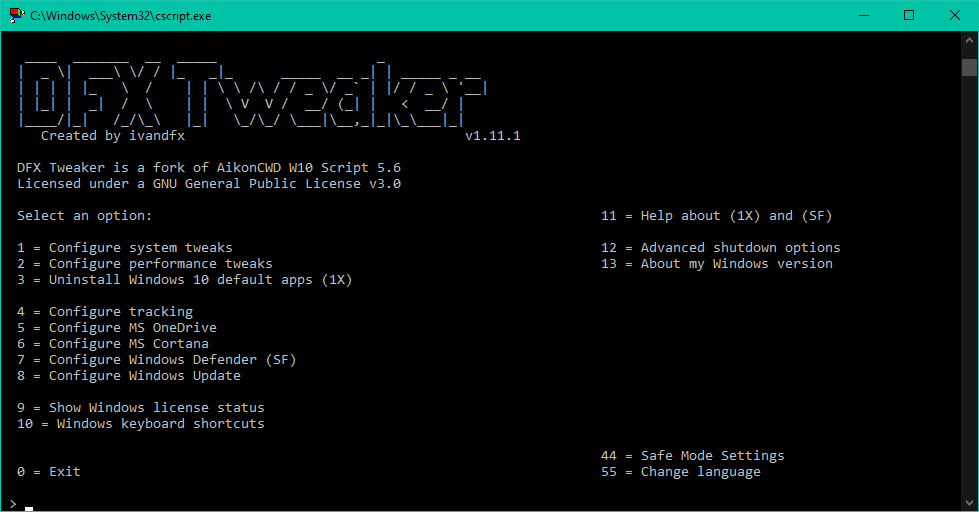 C:\Windows\System32\cscript.exe
DFX Tweaker
Created by ivandfx v1.11.1
DFX Tweaker is a fork of AikonCWD W10 Script 5.6
Licensed under a GNU General Public License v3.0
Select an option:
1 = Configure system tweaks
2 = Configure performance tweaks
3 = Uninstall Windows 10 default apps (1X)
4 = Configure tracking
5 = Configure MS OneDrive
6 = Configure MS Cortana
7 = Configure Windows Defender (SF)
8 = Configure Windows Update
9 = Show Windows license status
10 = Windows keyboard shortcuts
0 = Exit
11 = Help about (1X) and (SF)
12 = Advanced shutdown options
13 = About my Windows version
44 = Safe Mode Settings
55 = Change language
> _